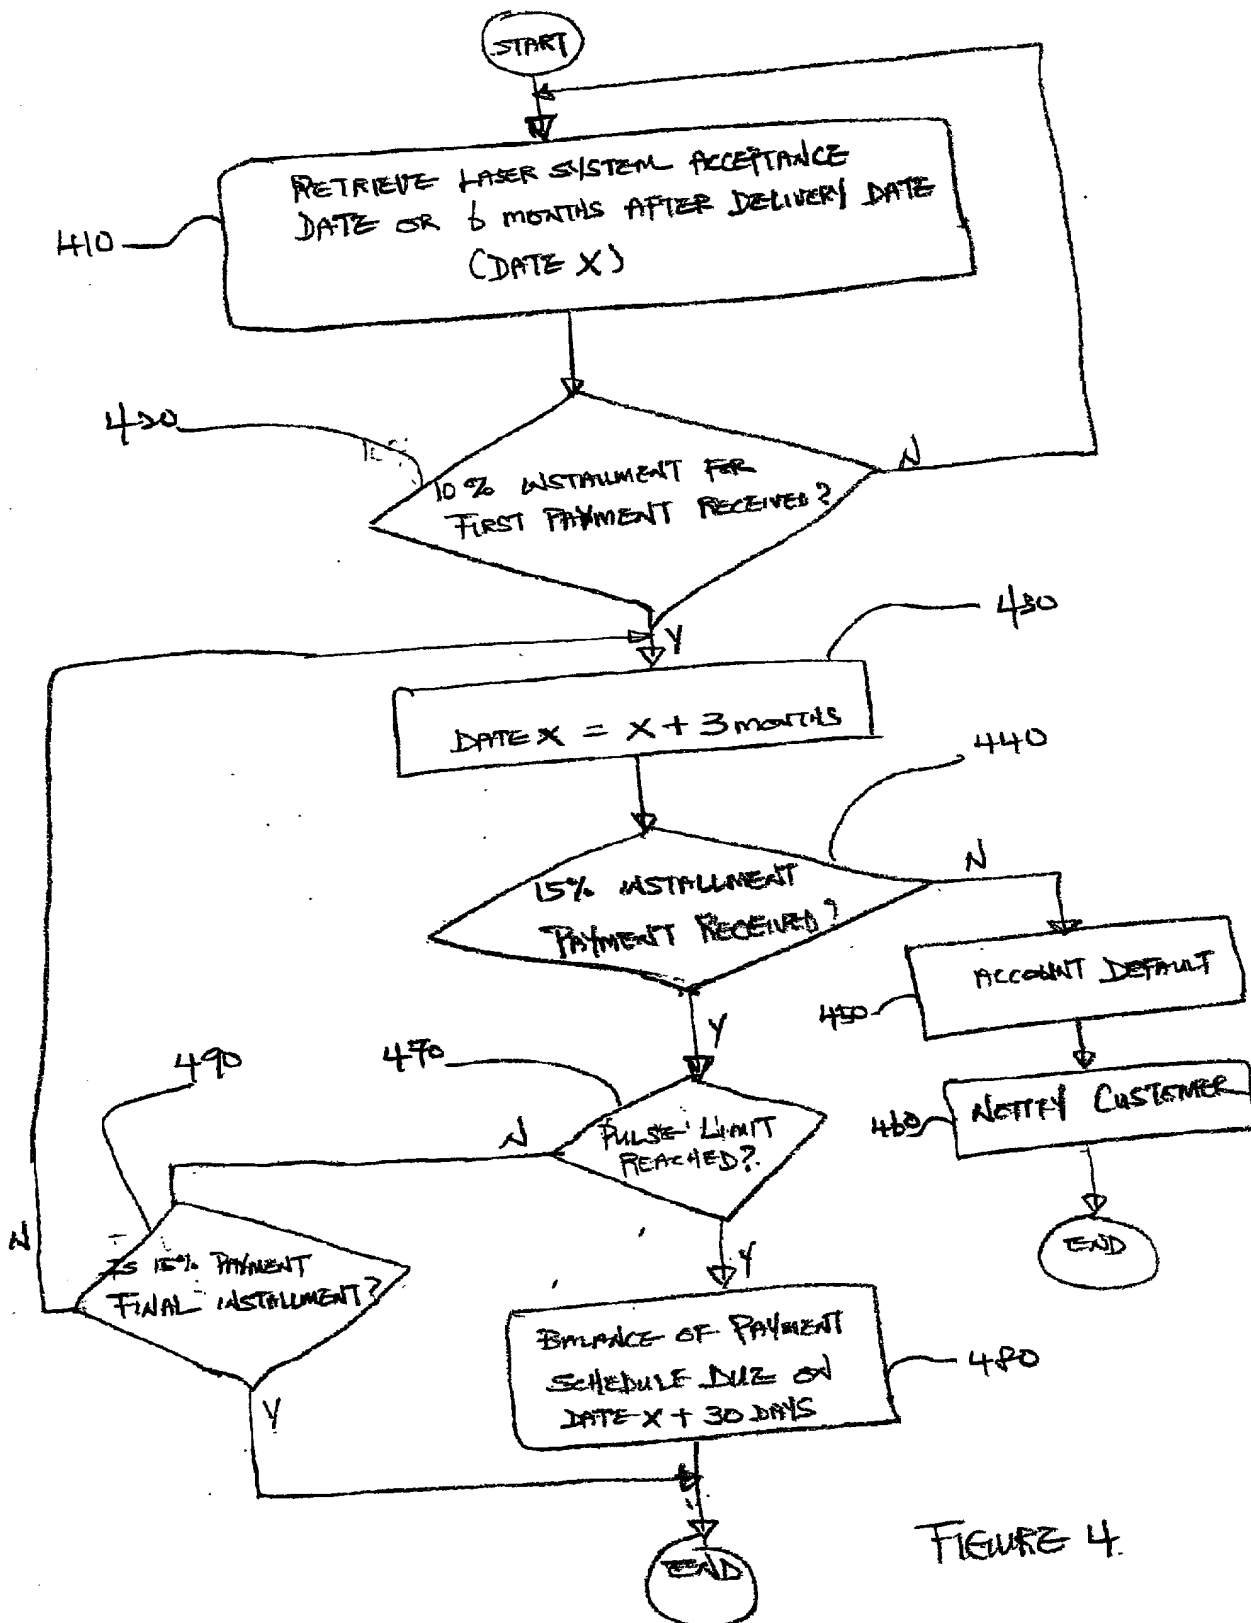 START
RETRIEVE LASER SYSTEM ACCEPTANCE
DATE OR 6 MONTHS AFTER DELIVERY DATE
(DATE X)
410
420
10% INSTALLMENT FOR
FIRST PAYMENT RECEIVED?
N
Y
430
DATE X = X + 3 MONTHS
440
15% INSTALLMENT
PAYMENT RECEIVED?
N
ACCOUNT DEFAULT
450
Y
490
470
PULSE LIMIT
REACHED?
N
NOTIFY CUSTOMER
460
END
N
IS 15% PAYMENT
FINAL INSTALLMENT?
Y
BALANCE OF PAYMENT
SCHEDULE DUE ON
DATE X + 30 DAYS
480
Y
END
FIGURE 4.